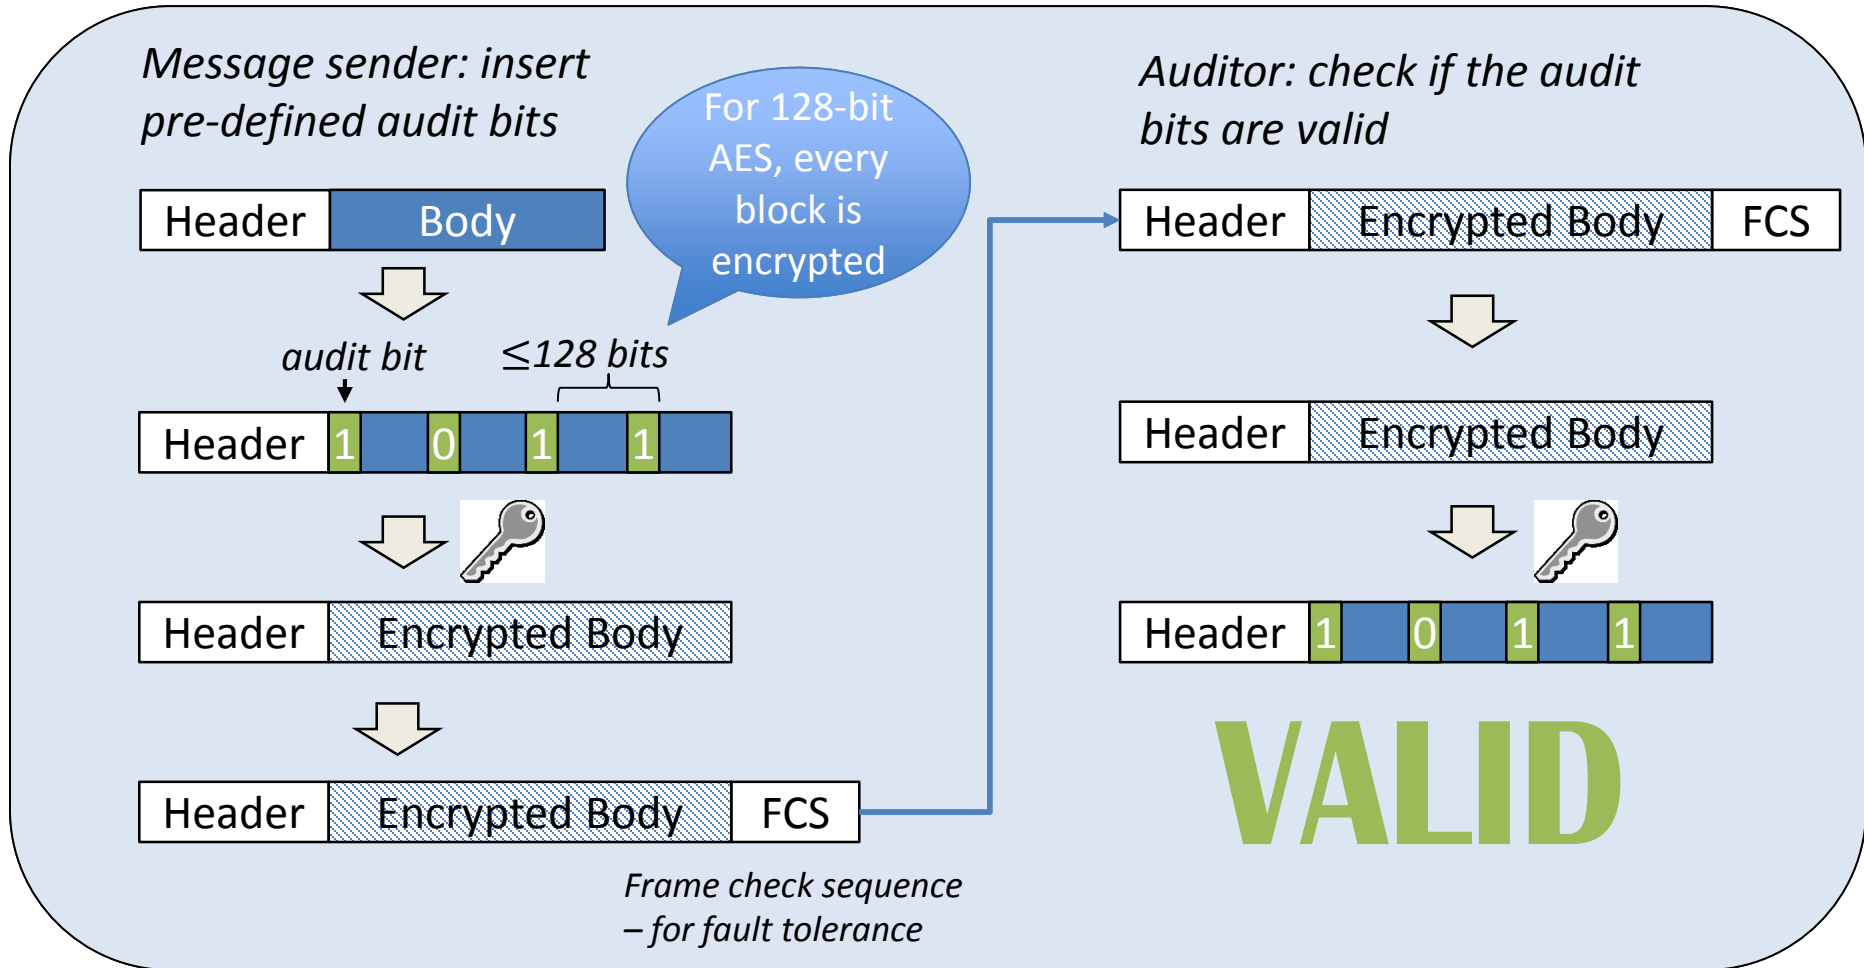 Message sender: insert
pre-defined audit bits
For 128-bit
AES, every
block is
encrypted
Header Body
audit bit ≤128 bits
Header 1 0 1 1
Header Encrypted Body
Header Encrypted Body FCS
Frame check sequence
– for fault tolerance
Auditor: check if the audit
bits are valid
Header Encrypted Body FCS
Header Encrypted Body
Header 1 0 1 1
VALID